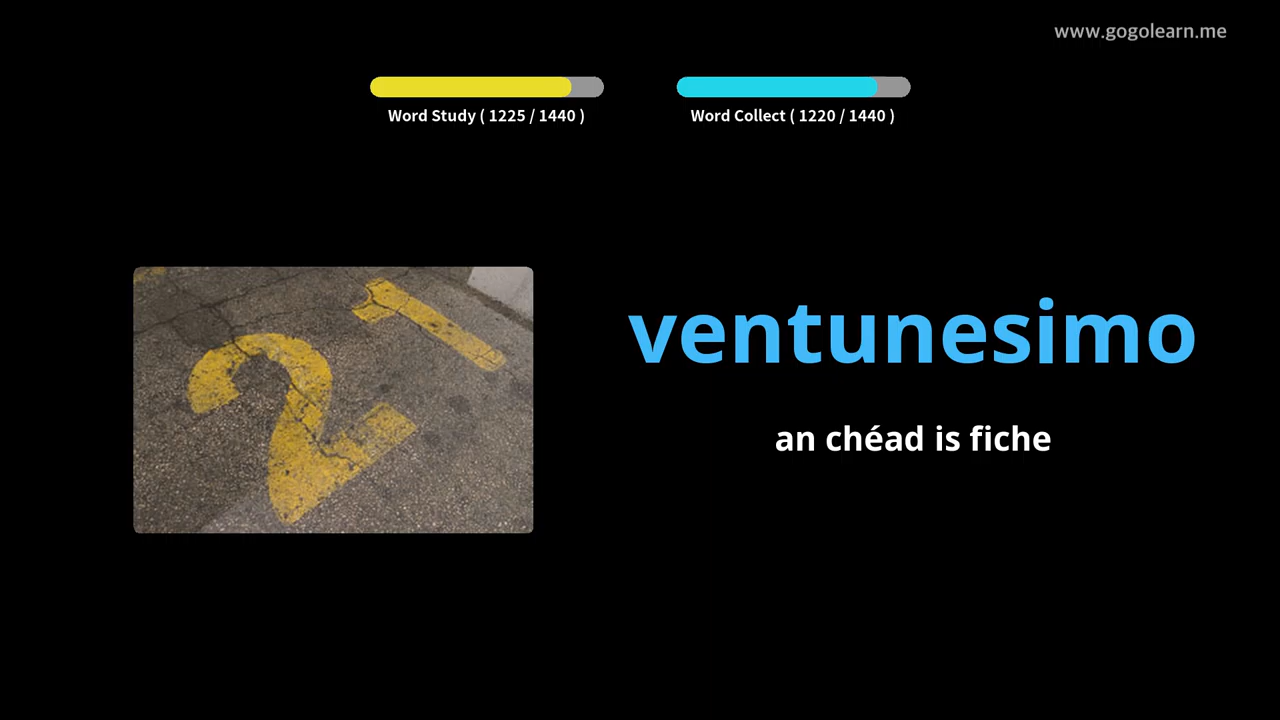 www.gogolearn.me
Word Study ( 1225 / 1440 )
Word Collect ( 1220 / 1440 )
21
ventunesimo
an chéad is fiche